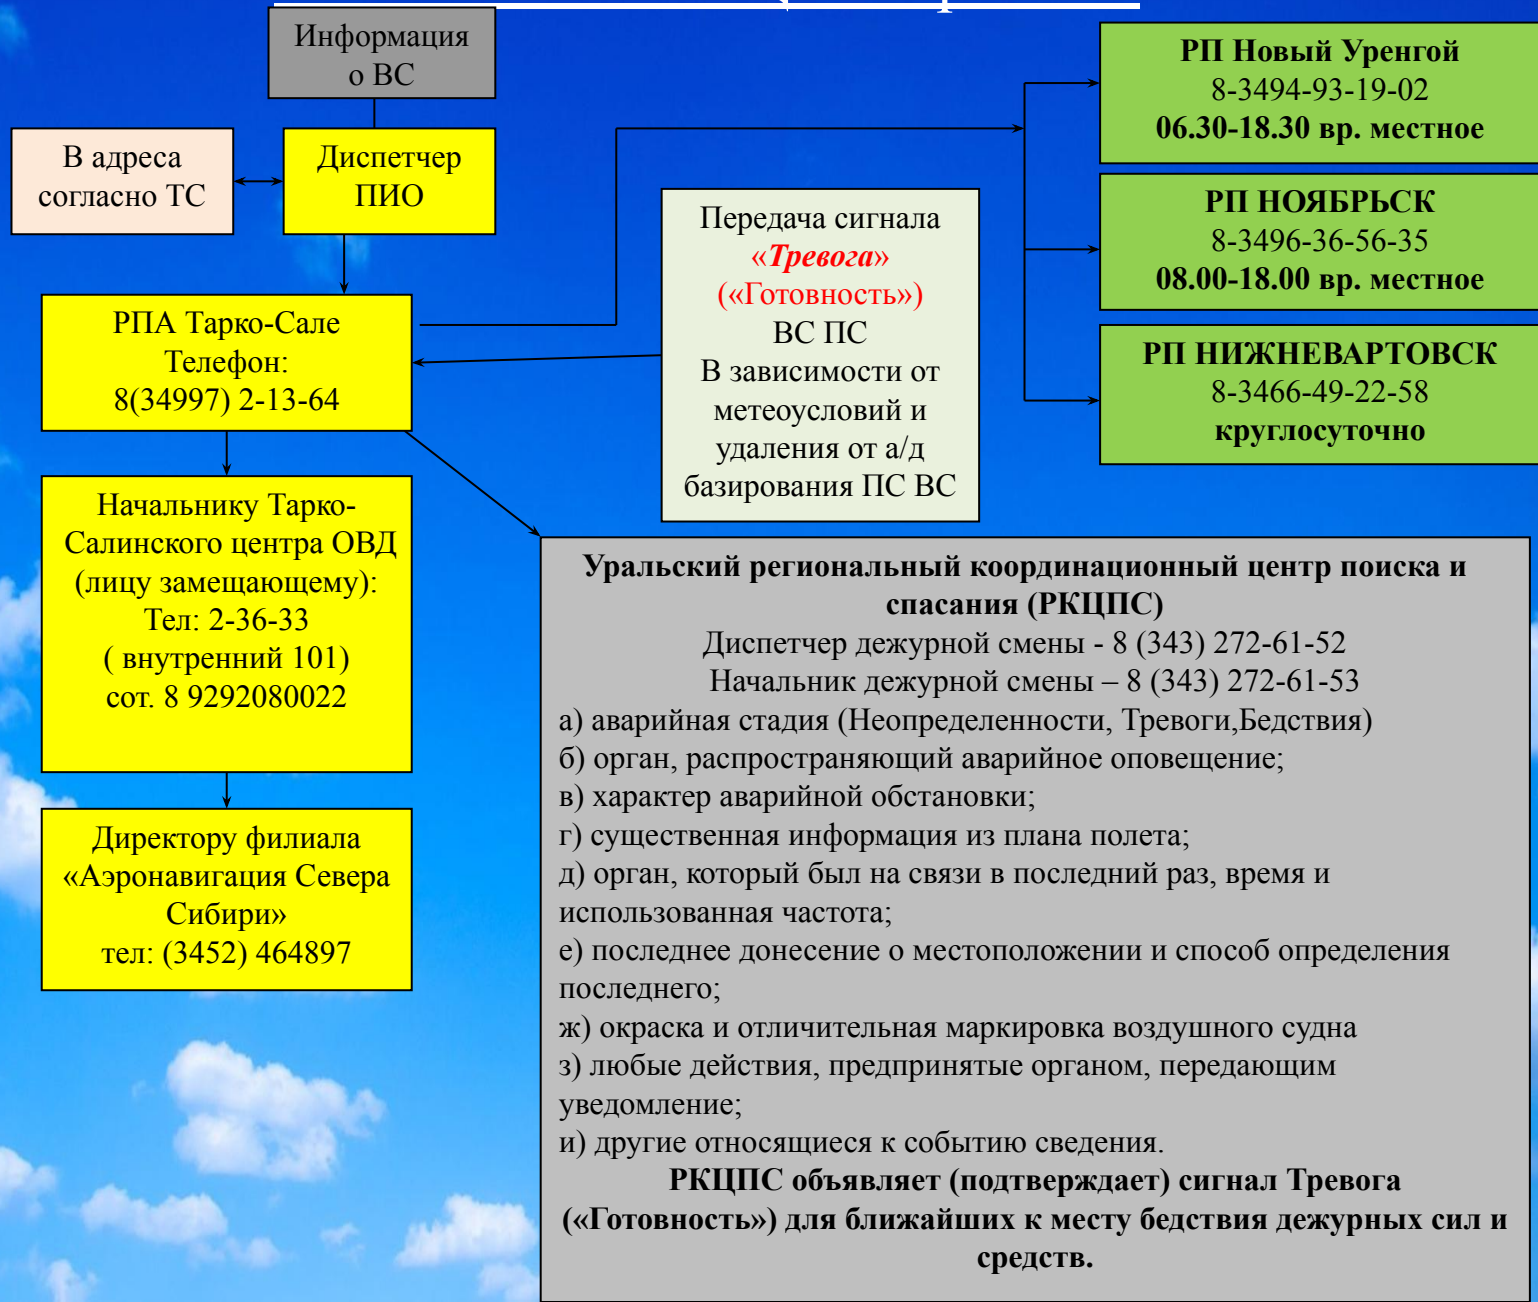 Информация
о ВС
В адреса
согласно ТС
Диспетчер
ПИО
РПА Тарко-Сале
Телефон:
8(34997) 2-13-64
Начальнику Тарко-
Салинского центра ОВД
(лицу замещающему):
Тел: 2-36-33
( внутренний 101)
сот. 8 9292080022
Директору филиала
«Аэронавигация Севера
Сибири»
тел: (3452) 464897
Передача сигнала
«Тревога»
(«Готовность»)
ВС ПС
В зависимости от
метеоусловий и
удаления от а/д
базирования ПС ВС
РП Новый Уренгой
8-3494-93-19-02
06.30-18.30 вр. местное
РП НОЯБРЬСК
8-3496-36-56-35
08.00-18.00 вр. местное
РП НИЖНЕВАРТОВСК
8-3466-49-22-58
круглосуточно
Уральский региональный координационный центр поиска и
спасания (РКЦПС)
Диспетчер дежурной смены - 8 (343) 272-61-52
Начальник дежурной смены – 8 (343) 272-61-53
а) аварийная стадия (Неопределенности, Тревоги,Бедствия)
б) орган, распространяющий аварийное оповещение;
в) характер аварийной обстановки;
г) существенная информация из плана полета;
д) орган, который был на связи в последний раз, время и
использованная частота;
е) последнее донесение о местоположении и способ определения
последнего;
ж) окраска и отличительная маркировка воздушного судна
з) любые действия, предпринятые органом, передающим
уведомление;
и) другие относящиеся к событию сведения.
РКЦПС объявляет (подтверждает) сигнал Тревога
(«Готовность») для ближайших к месту бедствия дежурных сил и
средств.